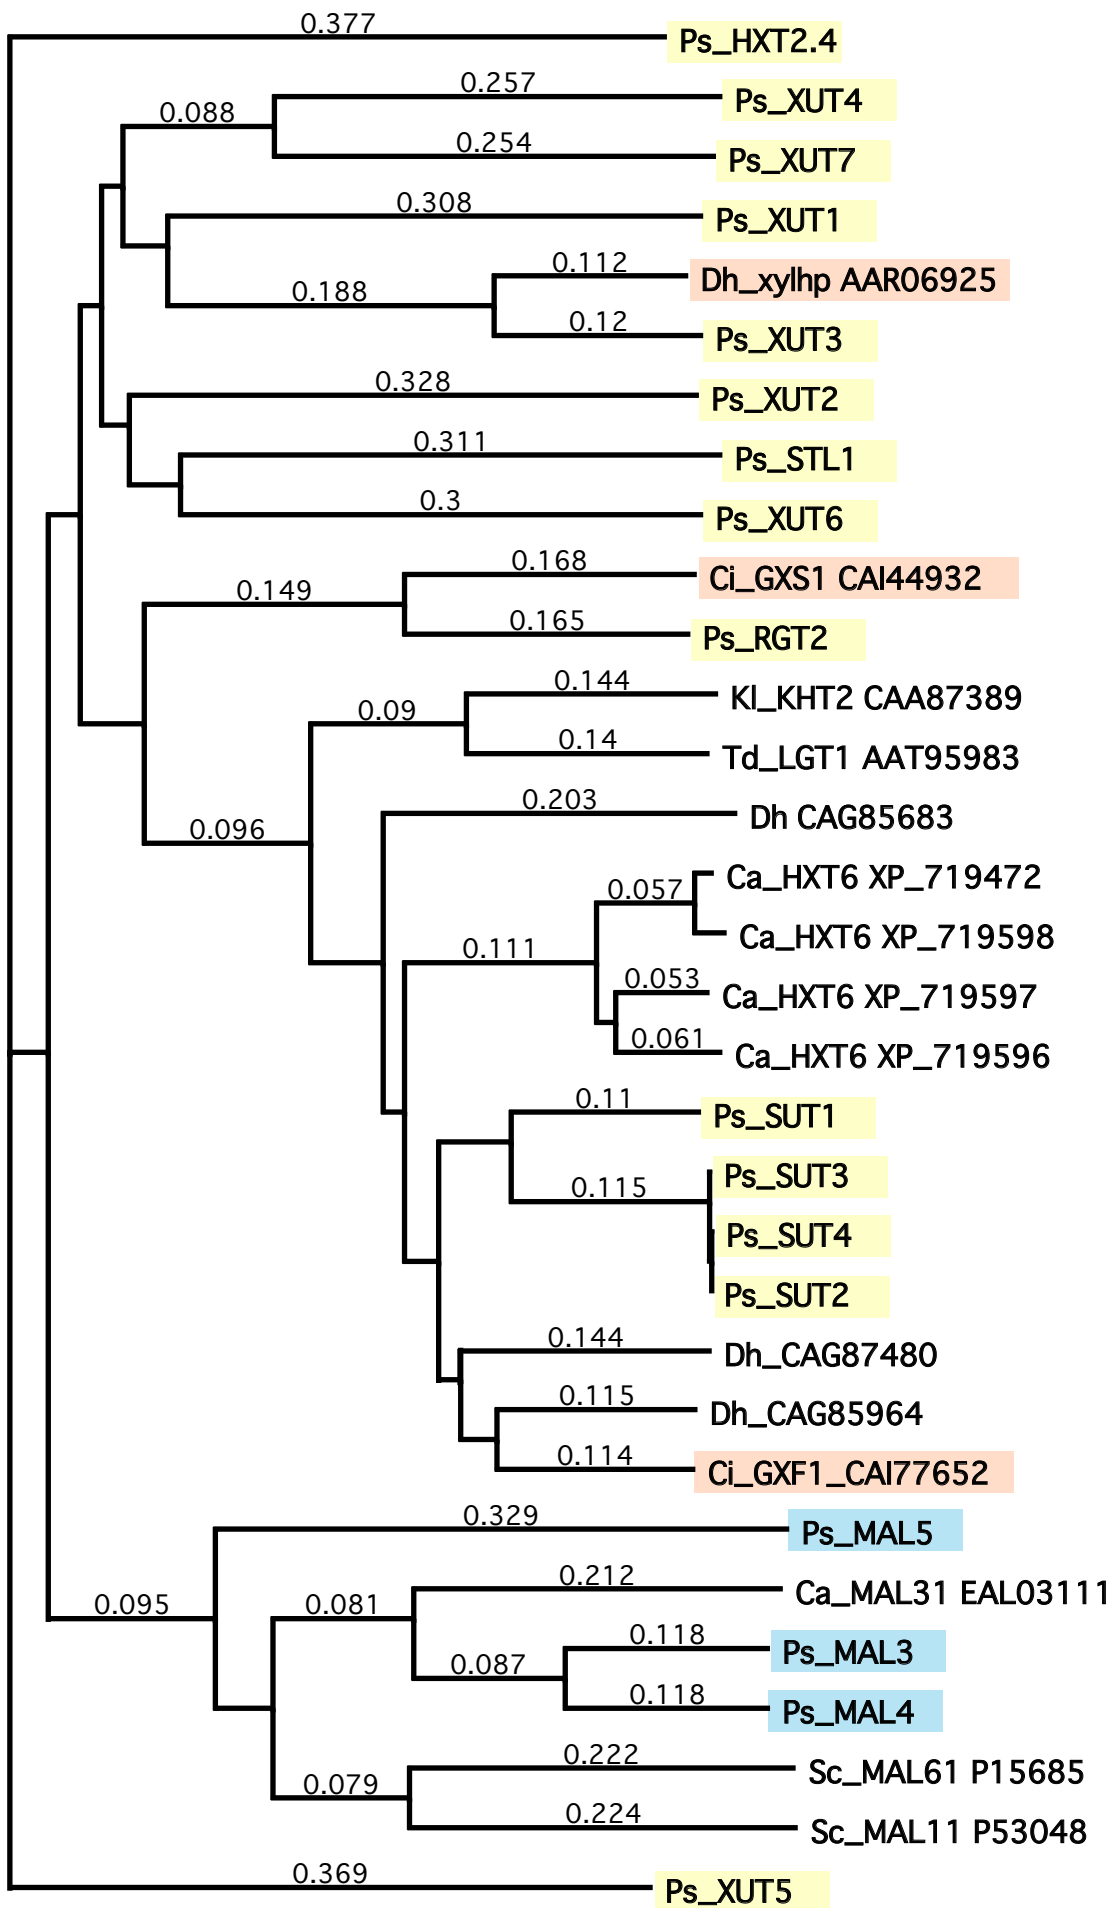 0.377
Ps_HXT2.4
0.257
Ps_XUT4
0.088
0.254
Ps_XUT7
0.308
Ps_XUT1
0.112
Dh_xylhp AAR06925
0.188
0.12
Ps_XUT3
0.328
Ps_XUT2
0.311
Ps_STL1
0.3
Ps_XUT6
0.168
Ci_GXS1 CAI44932
0.149
0.165
Ps_RGT2
0.144
Kl_KHT2 CAA87389
0.09
0.14
Td_LGT1 AAT95983
0.203
Dh CAG85683
0.096
Ca_HXT6 XP_719472
0.057
Ca_HXT6 XP_719598
0.111
0.053
Ca_HXT6 XP_719597
0.061
Ca_HXT6 XP_719596
0.11
Ps_SUT1
Ps_SUT3
0.115
Ps_SUT4
Ps_SUT2
0.144
Dh_CAG87480
0.115
Dh_CAG85964
0.114
Ci_GXF1_CAI77652
0.329
Ps_MAL5
0.212
Ca_MAL31 EAL03111
0.095
0.081
0.118
Ps_MAL3
0.087
0.118
Ps_MAL4
0.222
Sc_MAL61 P15685
0.079
0.224
Sc_MAL11 P53048
0.369
Ps_XUT5